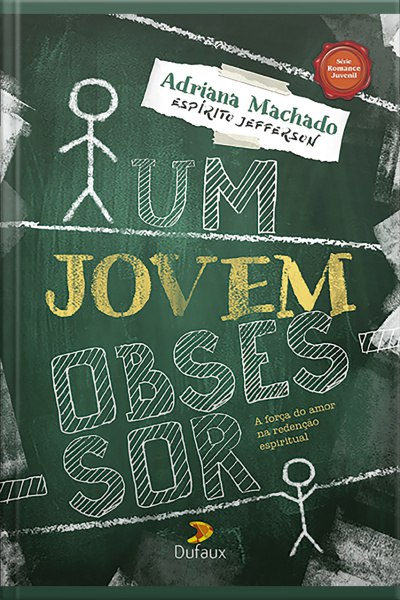 Série
Romance
Juvenil
Adriana Machado
ESPÍRITO JEFFERSON
UM
JOVEM
OBSES
-SOR
A força do amor
na redenção
espiritual
Dufaux